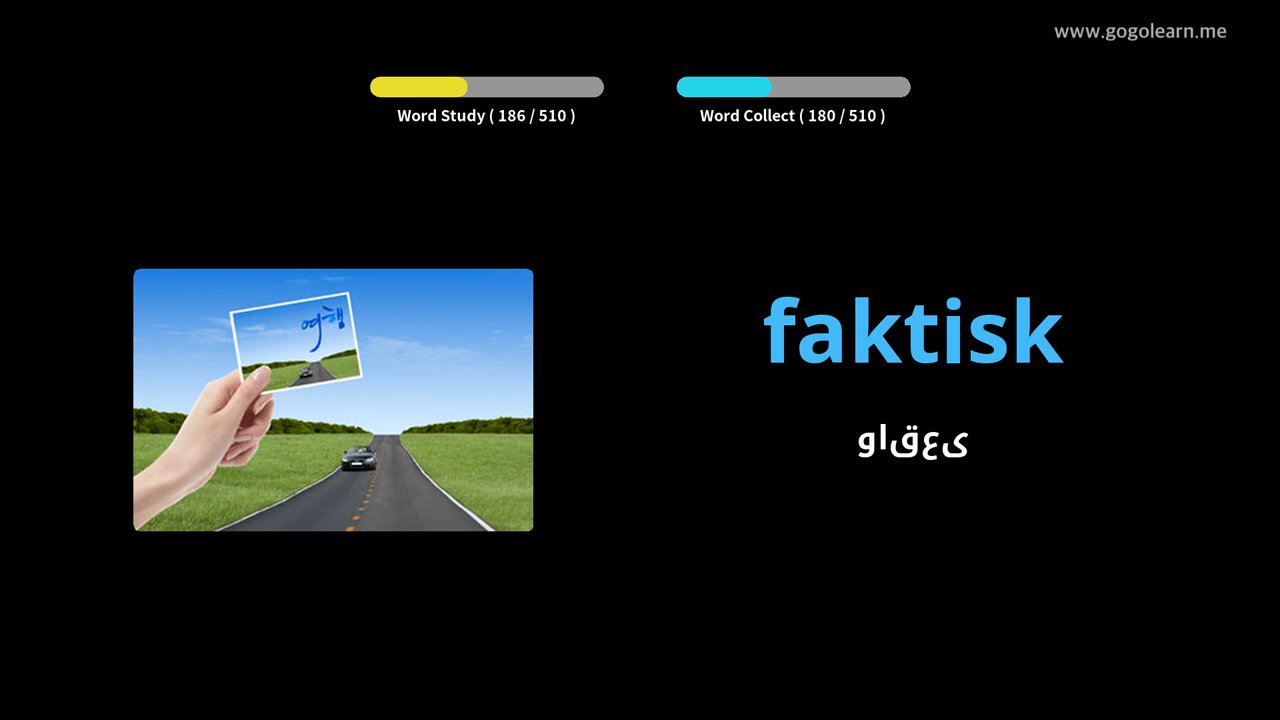 www.gogolearn.me
Word Study ( 186 / 510 )
Word Collect ( 180 / 510 )
여행
faktisk
واقعی